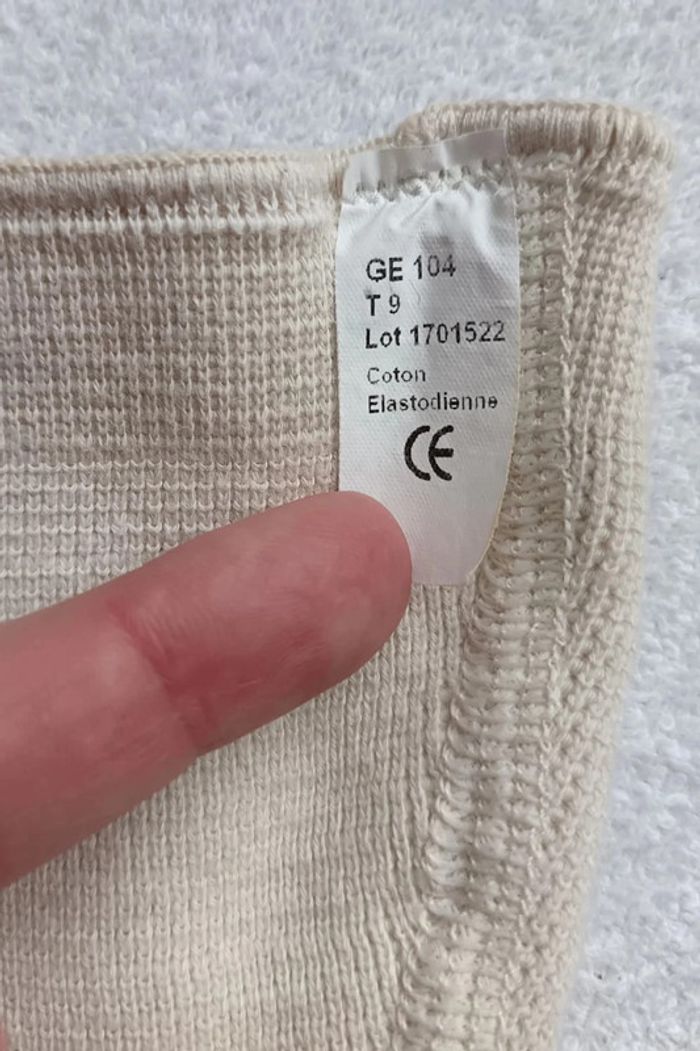 GE 104
T 9
Lot 1701522
Coton
Elastodienne
CE